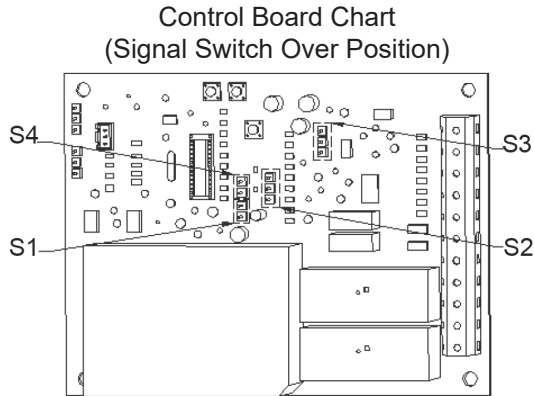 Control Board Chart
(Signal Switch Over Position)
S4
S3
S1
S2